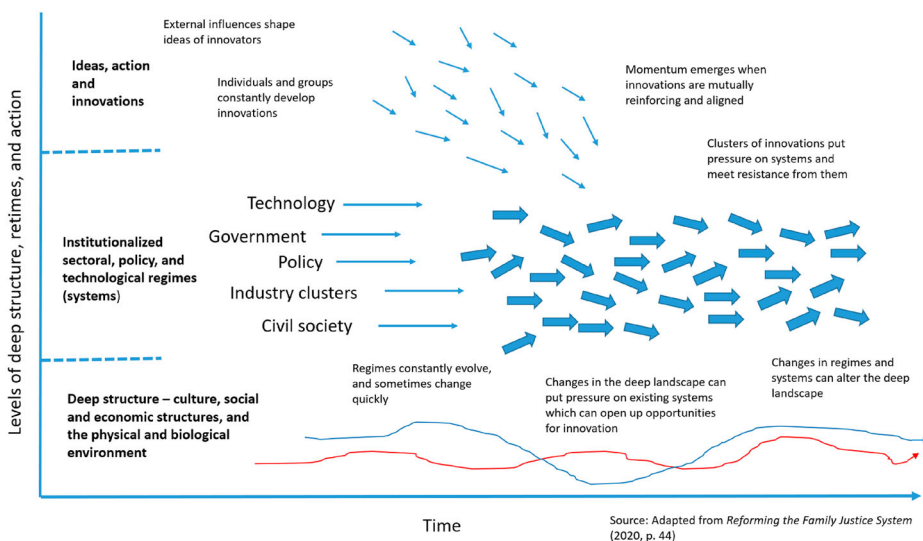 Levels of deep structure, retimes, and action
External influences shape
ideas of innovators
Ideas, action
and
innovations
Individuals and groups
constantly develop
innovations
Momentum emerges when
innovations are mutually
reinforcing and aligned
Clusters of innovations put
pressure on systems and
meet resistance from them
Institutionalized
sectoral, policy, and
technological regimes
(systems)
Technology
Government
Policy
Industry clusters
Civil society
Regimes constantly evolve,
and sometimes change
quickly
Changes in the deep landscape can
put pressure on existing systems
which can open up opportunities
for innovation
Changes in regimes and
systems can alter the deep
landscape
Deep structure – culture, social
and economic structures, and
the physical and biological
environment
Time
Source: Adapted from Reforming the Family Justice System
(2020, p. 44)